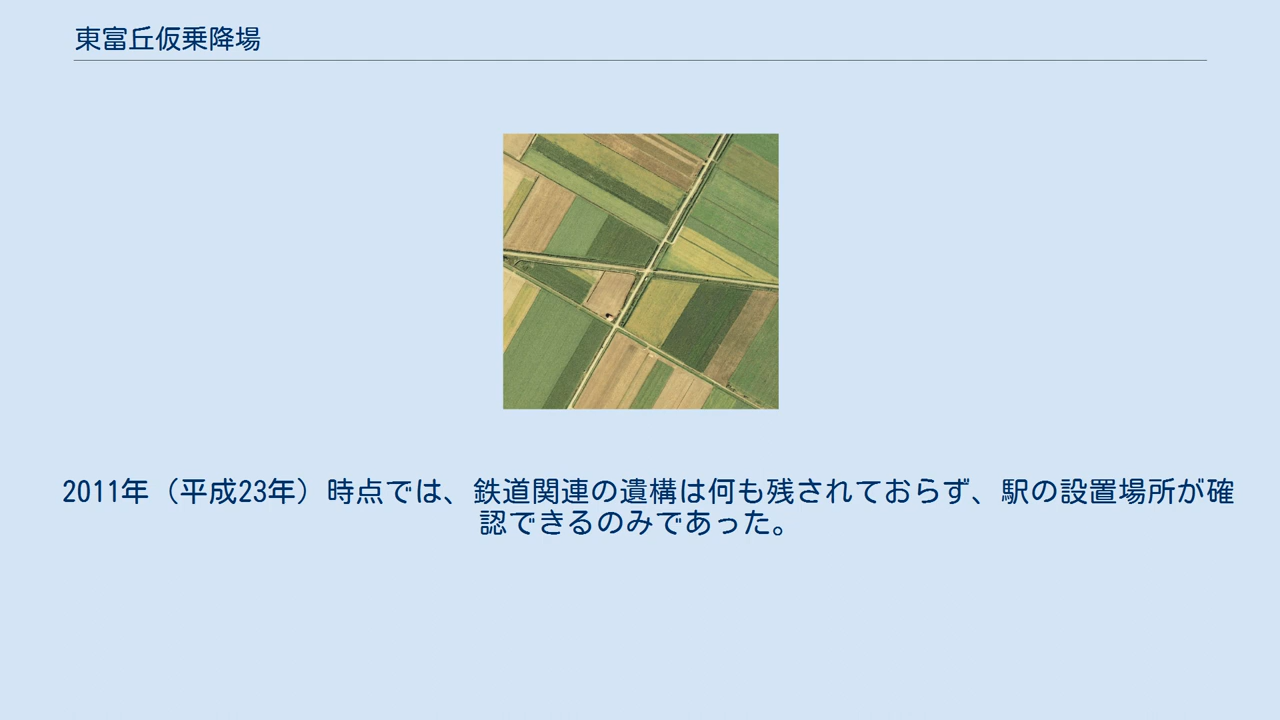 東富丘仮乗降場
2011年（平成23年）時点では、鉄道関連の遺構は何も残されておらず、駅の設置場所が確
認できるのみであった。